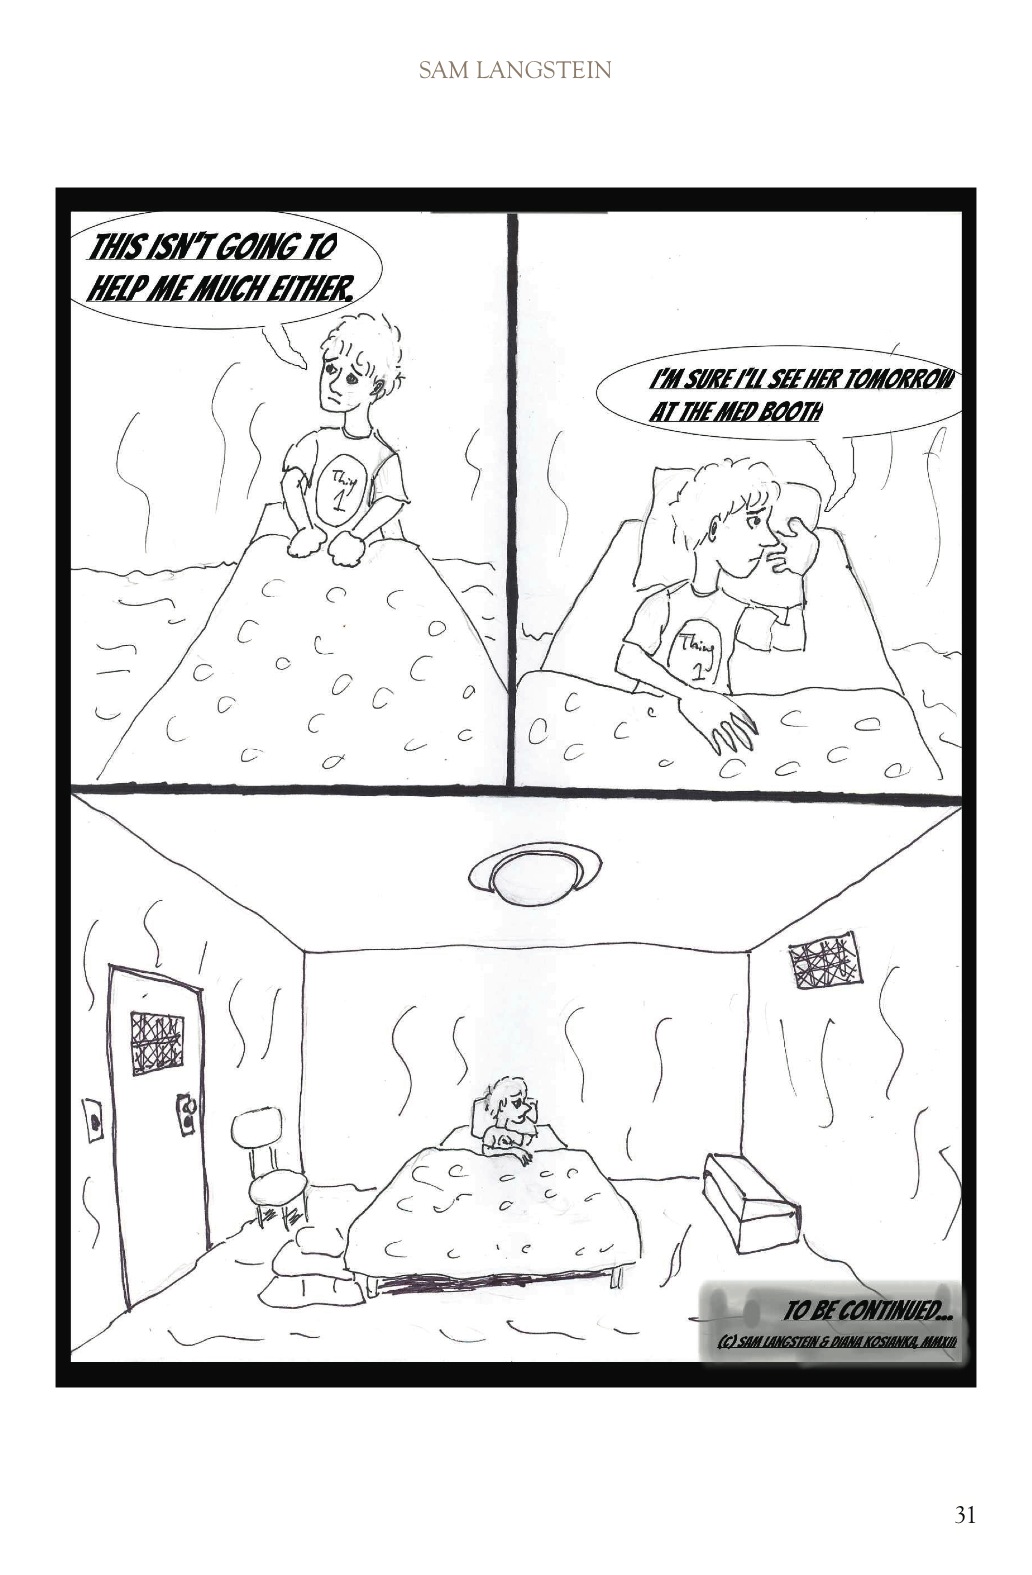 SAM LANGSTEIN
THIS ISN'T GOING TO
HELP ME MUCH EITHER.
Thing
1
I'M SURE I'LL SEE HER TOMORROW
AT THE MED BOOTH
Thing
1
TO BE CONTINUED...
(C) SAM LANGSTEIN & DIANA KOSIANKA, MMXIII
31